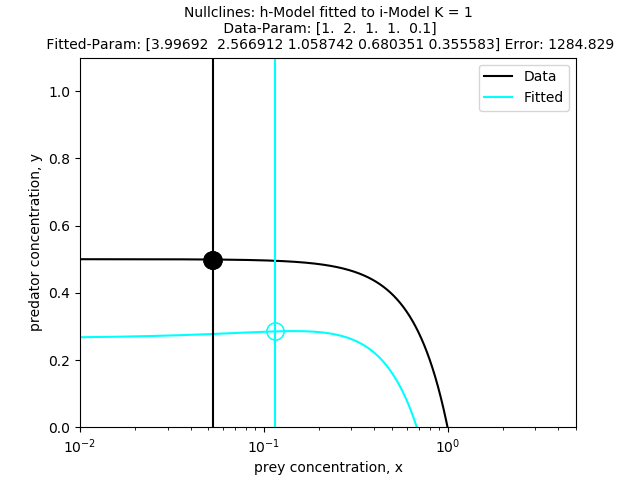 Nullclines: h-Model fitted to i-Model K = 1
Data-Param: [1. 2. 1. 1. 0.1]
Fitted-Param: [3.99692 2.566912 1.058742 0.680351 0.355583] Error: 1284.829
Data
Fitted
1.0
0.8
0.6
0.4
0.2
0.0
predator concentration, y
10⁻² 10⁻¹ 10⁰
prey concentration, x